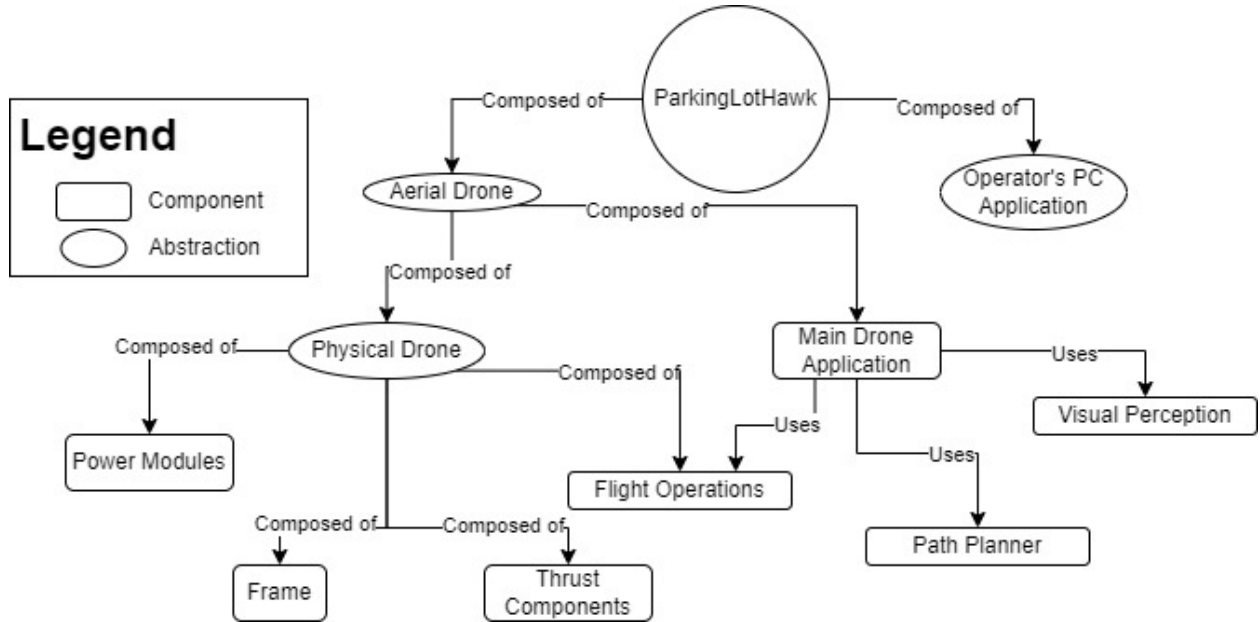 ParkingLotHawk
Composed of
Composed of
Legend
Component
Abstraction
Aerial Drone
Operator's PC
Application
Composed of
Composed of
Physical Drone
Main Drone
Application
Composed of
Composed of
Uses
Visual Perception
Uses
Uses
Power Modules
Flight Operations
Path Planner
Composed of
Composed of
Frame
Thrust
Components